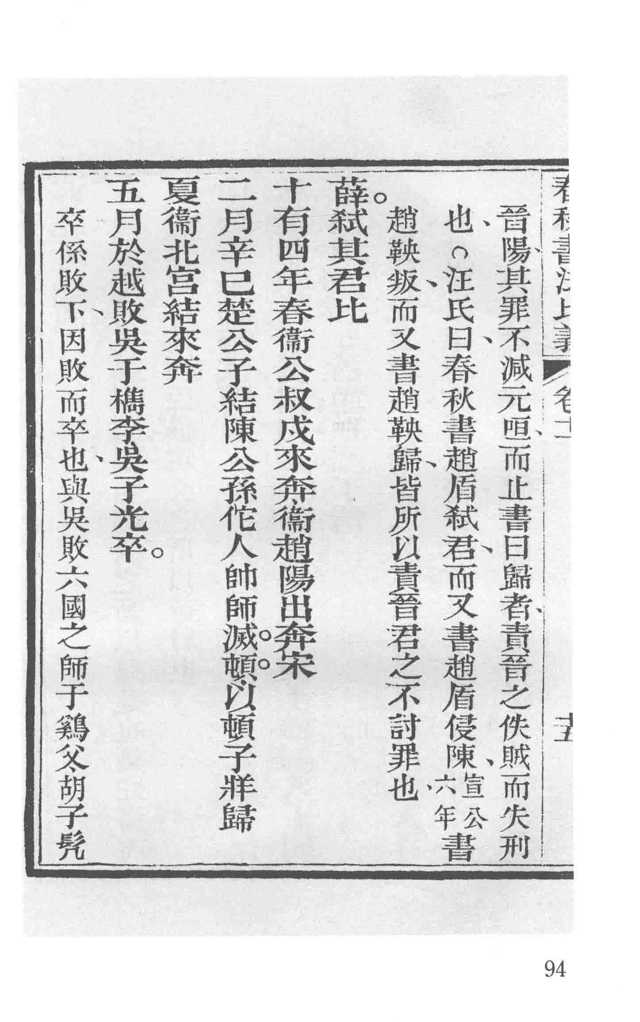 春秋書法比義 卷十一 十五
晉陽其罪不減元咺而止書曰歸者責晉之佚賊而失刑
也○汪氏曰春秋書趙盾弒君而又書趙盾侵陳宣公六年書
趙鞅叛而又書趙鞅歸皆所以責晉君之不討罪也
薛弒其君比
十有四年春衞公叔戍來奔衞趙陽出奔宋
二月辛巳楚公子結陳公孫佗人帥師滅頓以頓子牂歸
夏衞北宮結來奔
五月於越敗吳于檇李吳子光卒
卒係敗下因敗而卒也與吳敗六國之師于鷄父胡子髡
94